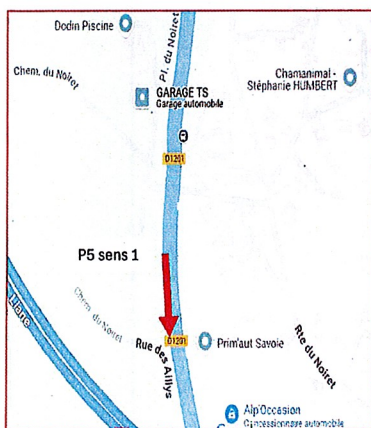 Dodin Piscine
Pl. du Noiret
Chem. du Noiret
Chamanimal -
Stéphanie HUMBERT
GARAGE TS
Garage automobile
D1201
P5 sens 1
Chem. du Noiret
D1201
Rue des Aillys
Prim'aut Savoie
Rte du Noiret
Alp'Occasion
Concessionnaire automobile